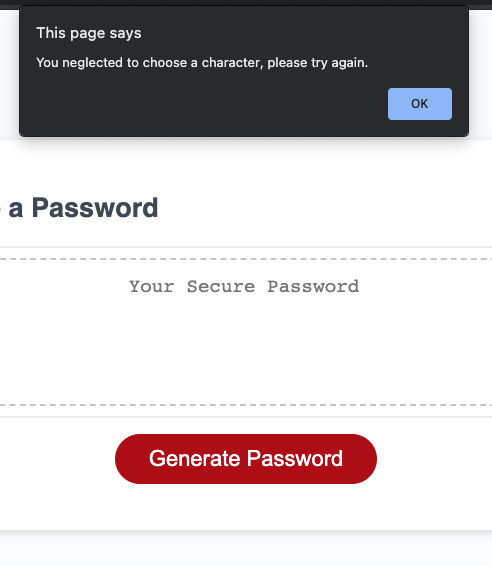 This page says
You neglected to choose a character, please try again.
OK
a Password
Your Secure Password
Generate Password